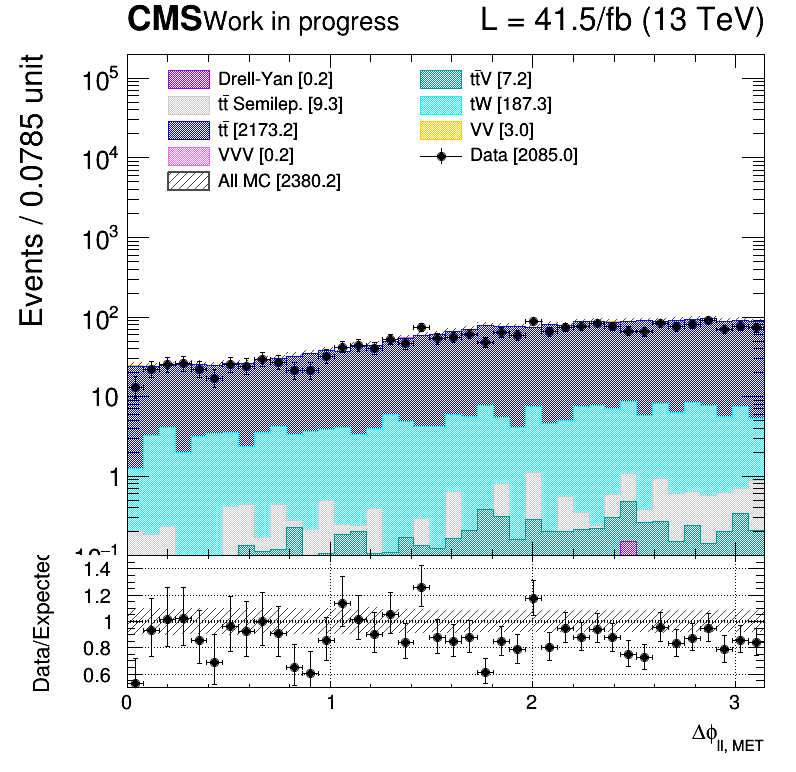 CMS Work in progress L = 41.5/fb (13 TeV)
Events / 0.0785 unit
Drell-Yan [0.2]
tt̄ Semilep. [9.3]
tt̄ [2173.2]
VVV [0.2]
All MC [2380.2]
tt̄V [7.2]
tW [187.3]
VV [3.0]
Data [2085.0]
10⁵
10⁴
10³
10²
10
1
10⁻¹
Data/Expected
1.4
1.2
1
0.8
0.6
0 1 2 3
Δϕ_ll, MET